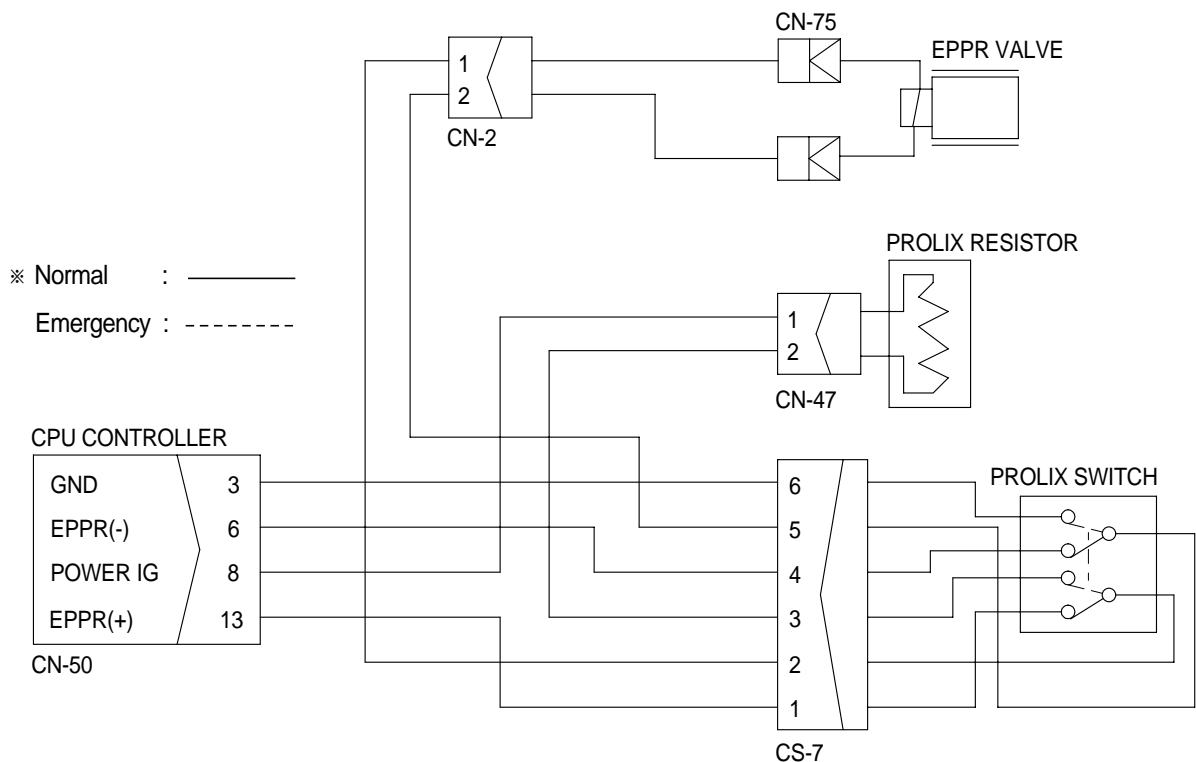 CN-75
EPPR VALVE
1
2
CN-2
PROLIX RESISTOR
※ Normal : 
Emergency :
1
2
CN-47
CPU CONTROLLER
GND 3
EPPR(-) 6
POWER IG 8
EPPR(+) 13
CN-50
6
5
4
3
2
1
CS-7
PROLIX SWITCH